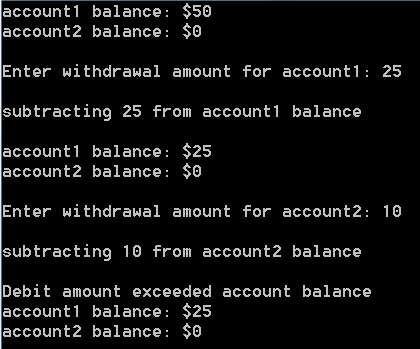 account1 balance: $50
account2 balance: $0
Enter withdrawal amount for account1: 25
subtracting 25 from account1 balance
account1 balance: $25
account2 balance: $0
Enter withdrawal amount for account2: 10
subtracting 10 from account2 balance
Debit amount exceeded account balance
account1 balance: $25
account2 balance: $0